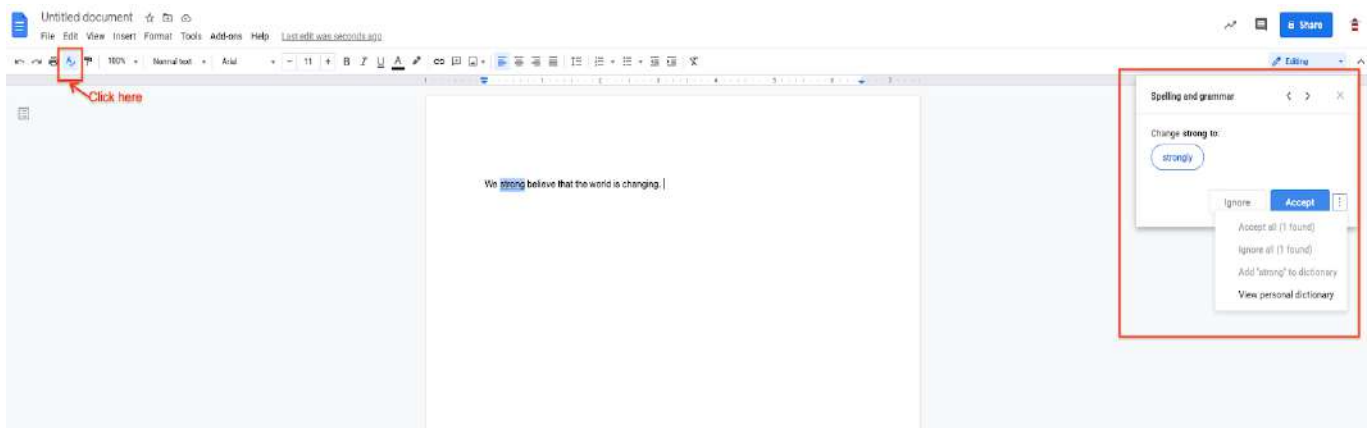 Untitled document
File Edit View Insert Format Tools Add-ons Help Last edit was seconds ago
Share
100% Normal text Arial - 11 + B I U A
Editing
Click here
Spelling and grammar
Change strong to:
strongly
We strong believe that the world is changing.
Ignore Accept
Accept all (1 found)
Ignore all (1 found)
Add "strong" to dictionary
View personal dictionary